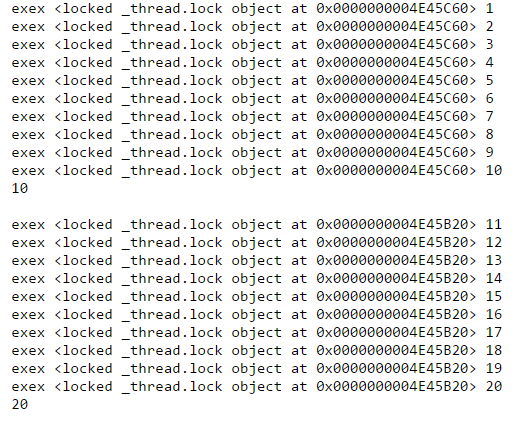 exex <locked _thread.lock object at 0x0000000004E45C60> 1
exex <locked _thread.lock object at 0x0000000004E45C60> 2
exex <locked _thread.lock object at 0x0000000004E45C60> 3
exex <locked _thread.lock object at 0x0000000004E45C60> 4
exex <locked _thread.lock object at 0x0000000004E45C60> 5
exex <locked _thread.lock object at 0x0000000004E45C60> 6
exex <locked _thread.lock object at 0x0000000004E45C60> 7
exex <locked _thread.lock object at 0x0000000004E45C60> 8
exex <locked _thread.lock object at 0x0000000004E45C60> 9
exex <locked _thread.lock object at 0x0000000004E45C60> 10
10

exex <locked _thread.lock object at 0x0000000004E45B20> 11
exex <locked _thread.lock object at 0x0000000004E45B20> 12
exex <locked _thread.lock object at 0x0000000004E45B20> 13
exex <locked _thread.lock object at 0x0000000004E45B20> 14
exex <locked _thread.lock object at 0x0000000004E45B20> 15
exex <locked _thread.lock object at 0x0000000004E45B20> 16
exex <locked _thread.lock object at 0x0000000004E45B20> 17
exex <locked _thread.lock object at 0x0000000004E45B20> 18
exex <locked _thread.lock object at 0x0000000004E45B20> 19
exex <locked _thread.lock object at 0x0000000004E45B20> 20
20